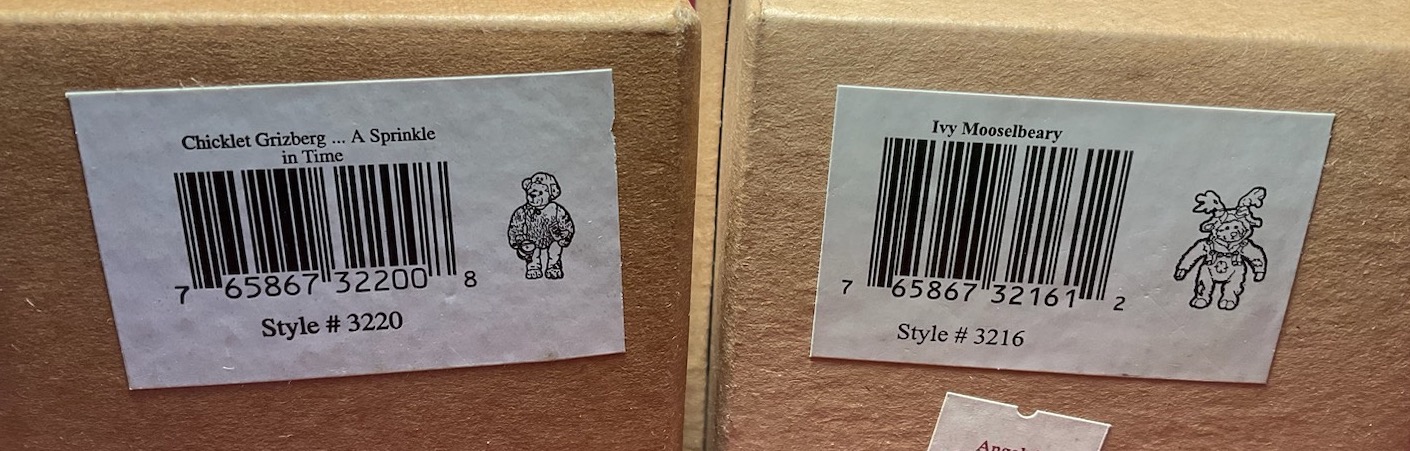 Chicklet Grizberg ... A Sprinkle
in Time
7 65867 32200 8
Style # 3220
Ivy Mooselbeary
7 65867 32161 2
Style # 3216